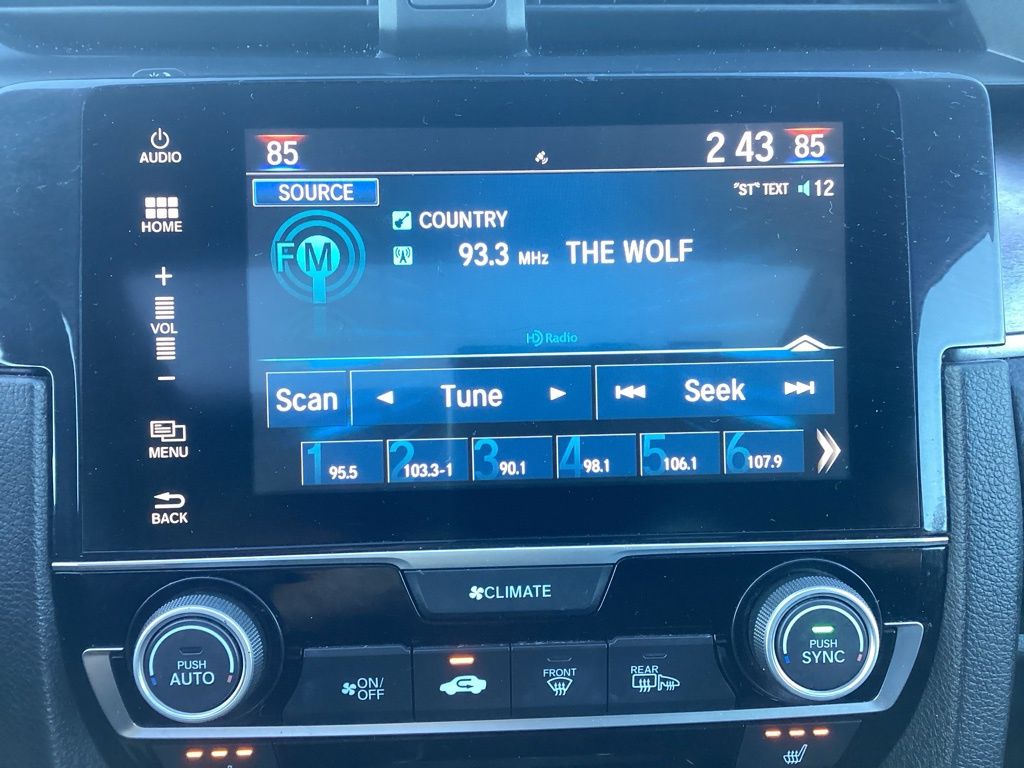 AUDIO
HOME
+
VOL
−
MENU
BACK
85
2 43 85
SOURCE
"ST" TEXT 12
FM
COUNTRY
93.3 MHz THE WOLF
HD Radio
Scan
Tune
Seek
1 95.5
2 103.3-1
3 90.1
4 98.1
5 106.1
6 107.9
CLIMATE
PUSH
AUTO
ON/
OFF
FRONT
REAR
PUSH
SYNC